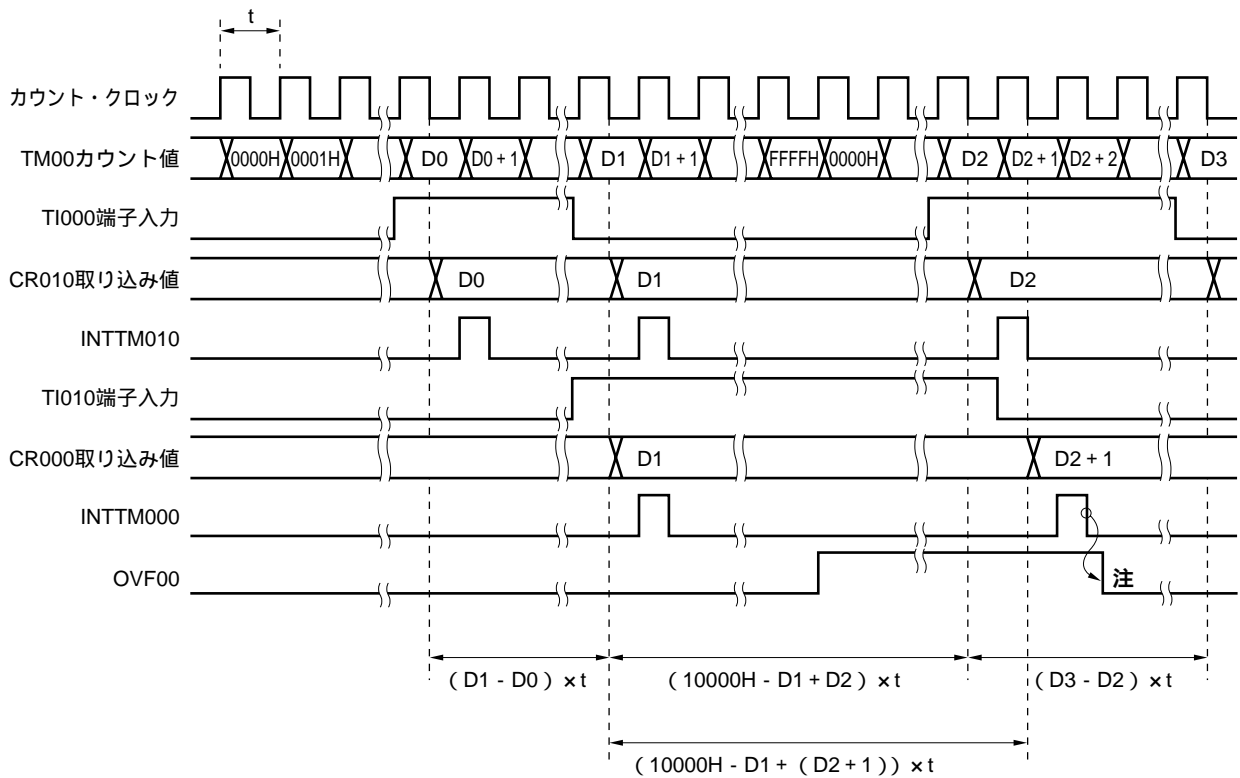 t
カウント・クロック
TM00カウント値
0000H 0001H D0 D0 + 1 D1 D1 + 1 FFFFH 0000H D2 D2 + 1 D2 + 2 D3
TI000端子入力
CR010取り込み値
D0 D1 D2
INTTM010
TI010端子入力
CR000取り込み値
D1 D2 + 1
INTTM000
OVF00
注
( D1 - D0 ) × t
( 10000H - D1 + D2 ) × t
( D3 - D2 ) × t
( 10000H - D1 + ( D2 + 1 ) ) × t